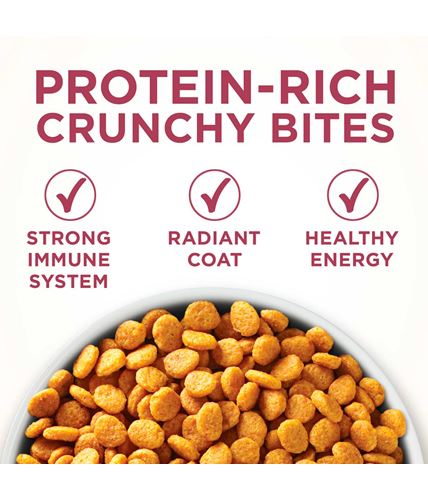 PROTEIN-RICH
CRUNCHY BITES
STRONG
IMMUNE
SYSTEM
RADIANT
COAT
HEALTHY
ENERGY